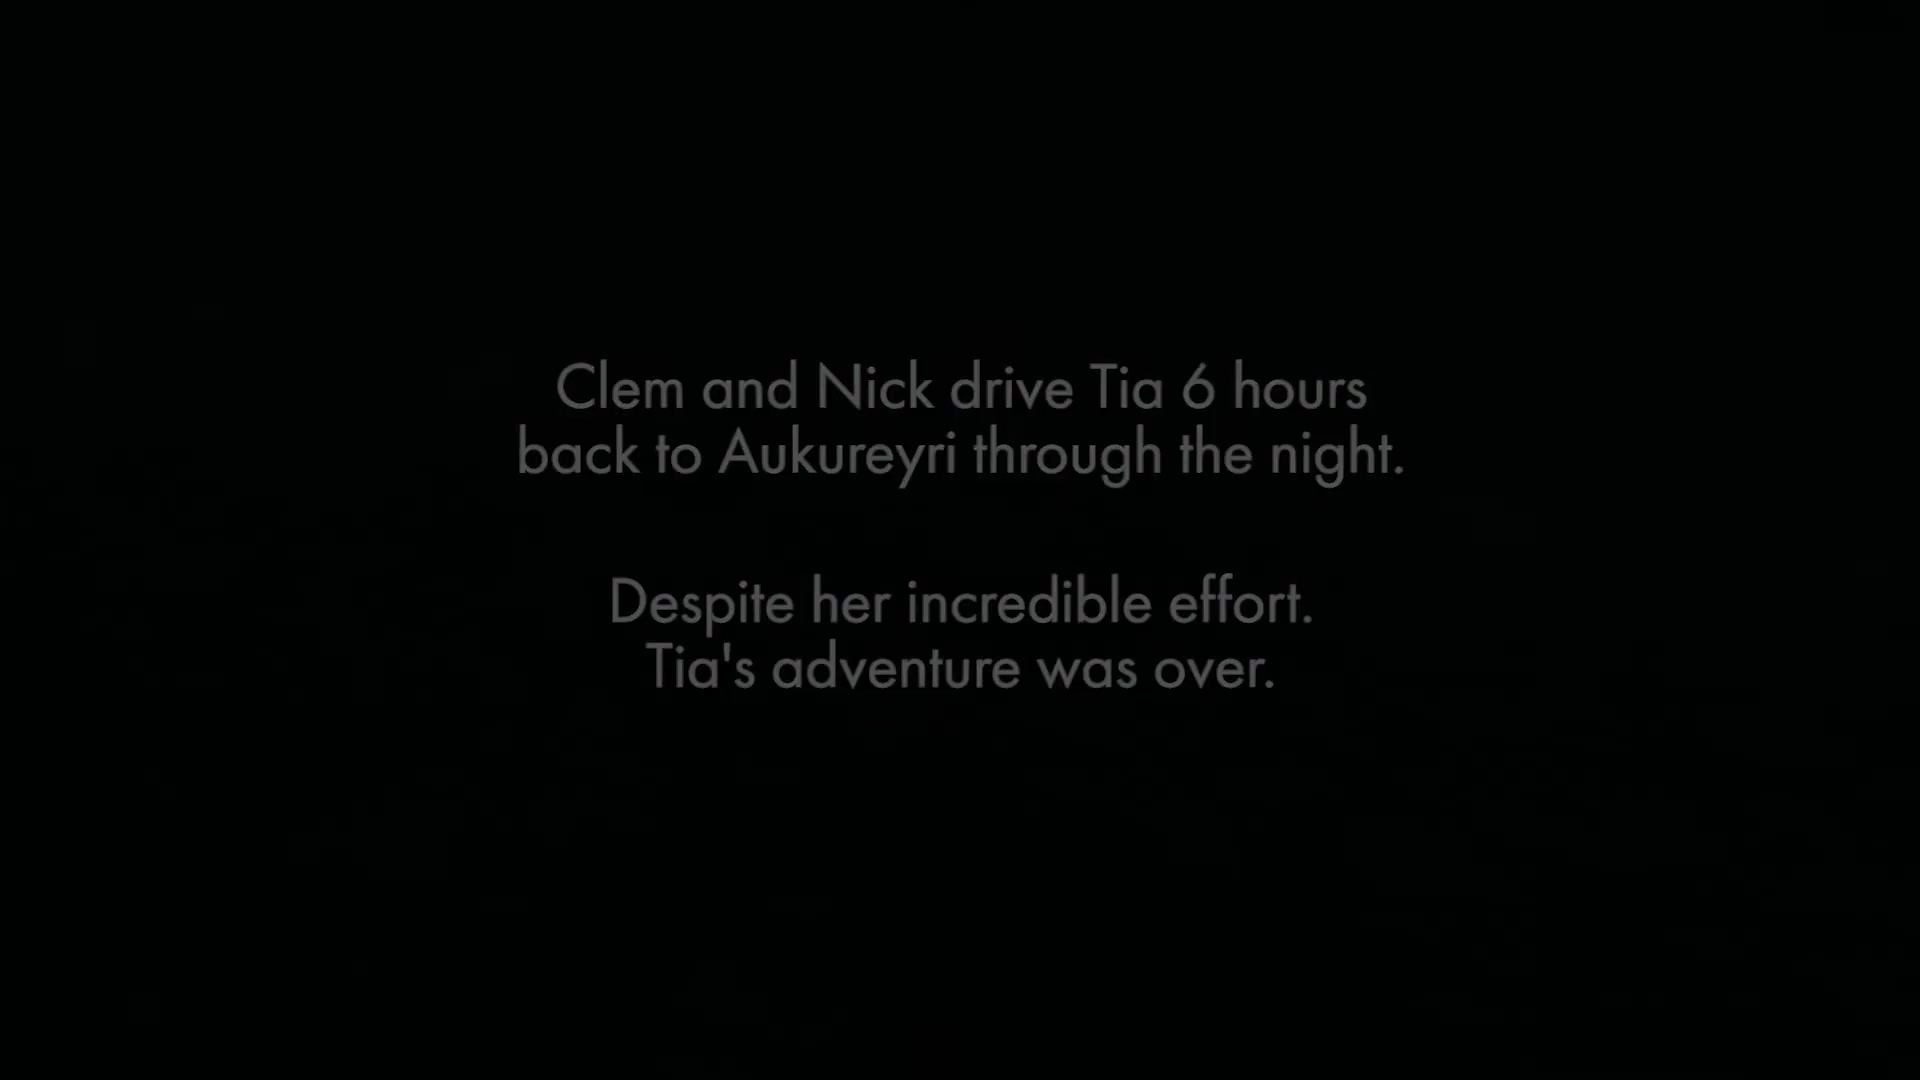 Clem and Nick drive Tia 6 hours
back to Aukureyri through the night.
Despite her incredible effort.
Tia's adventure was over.